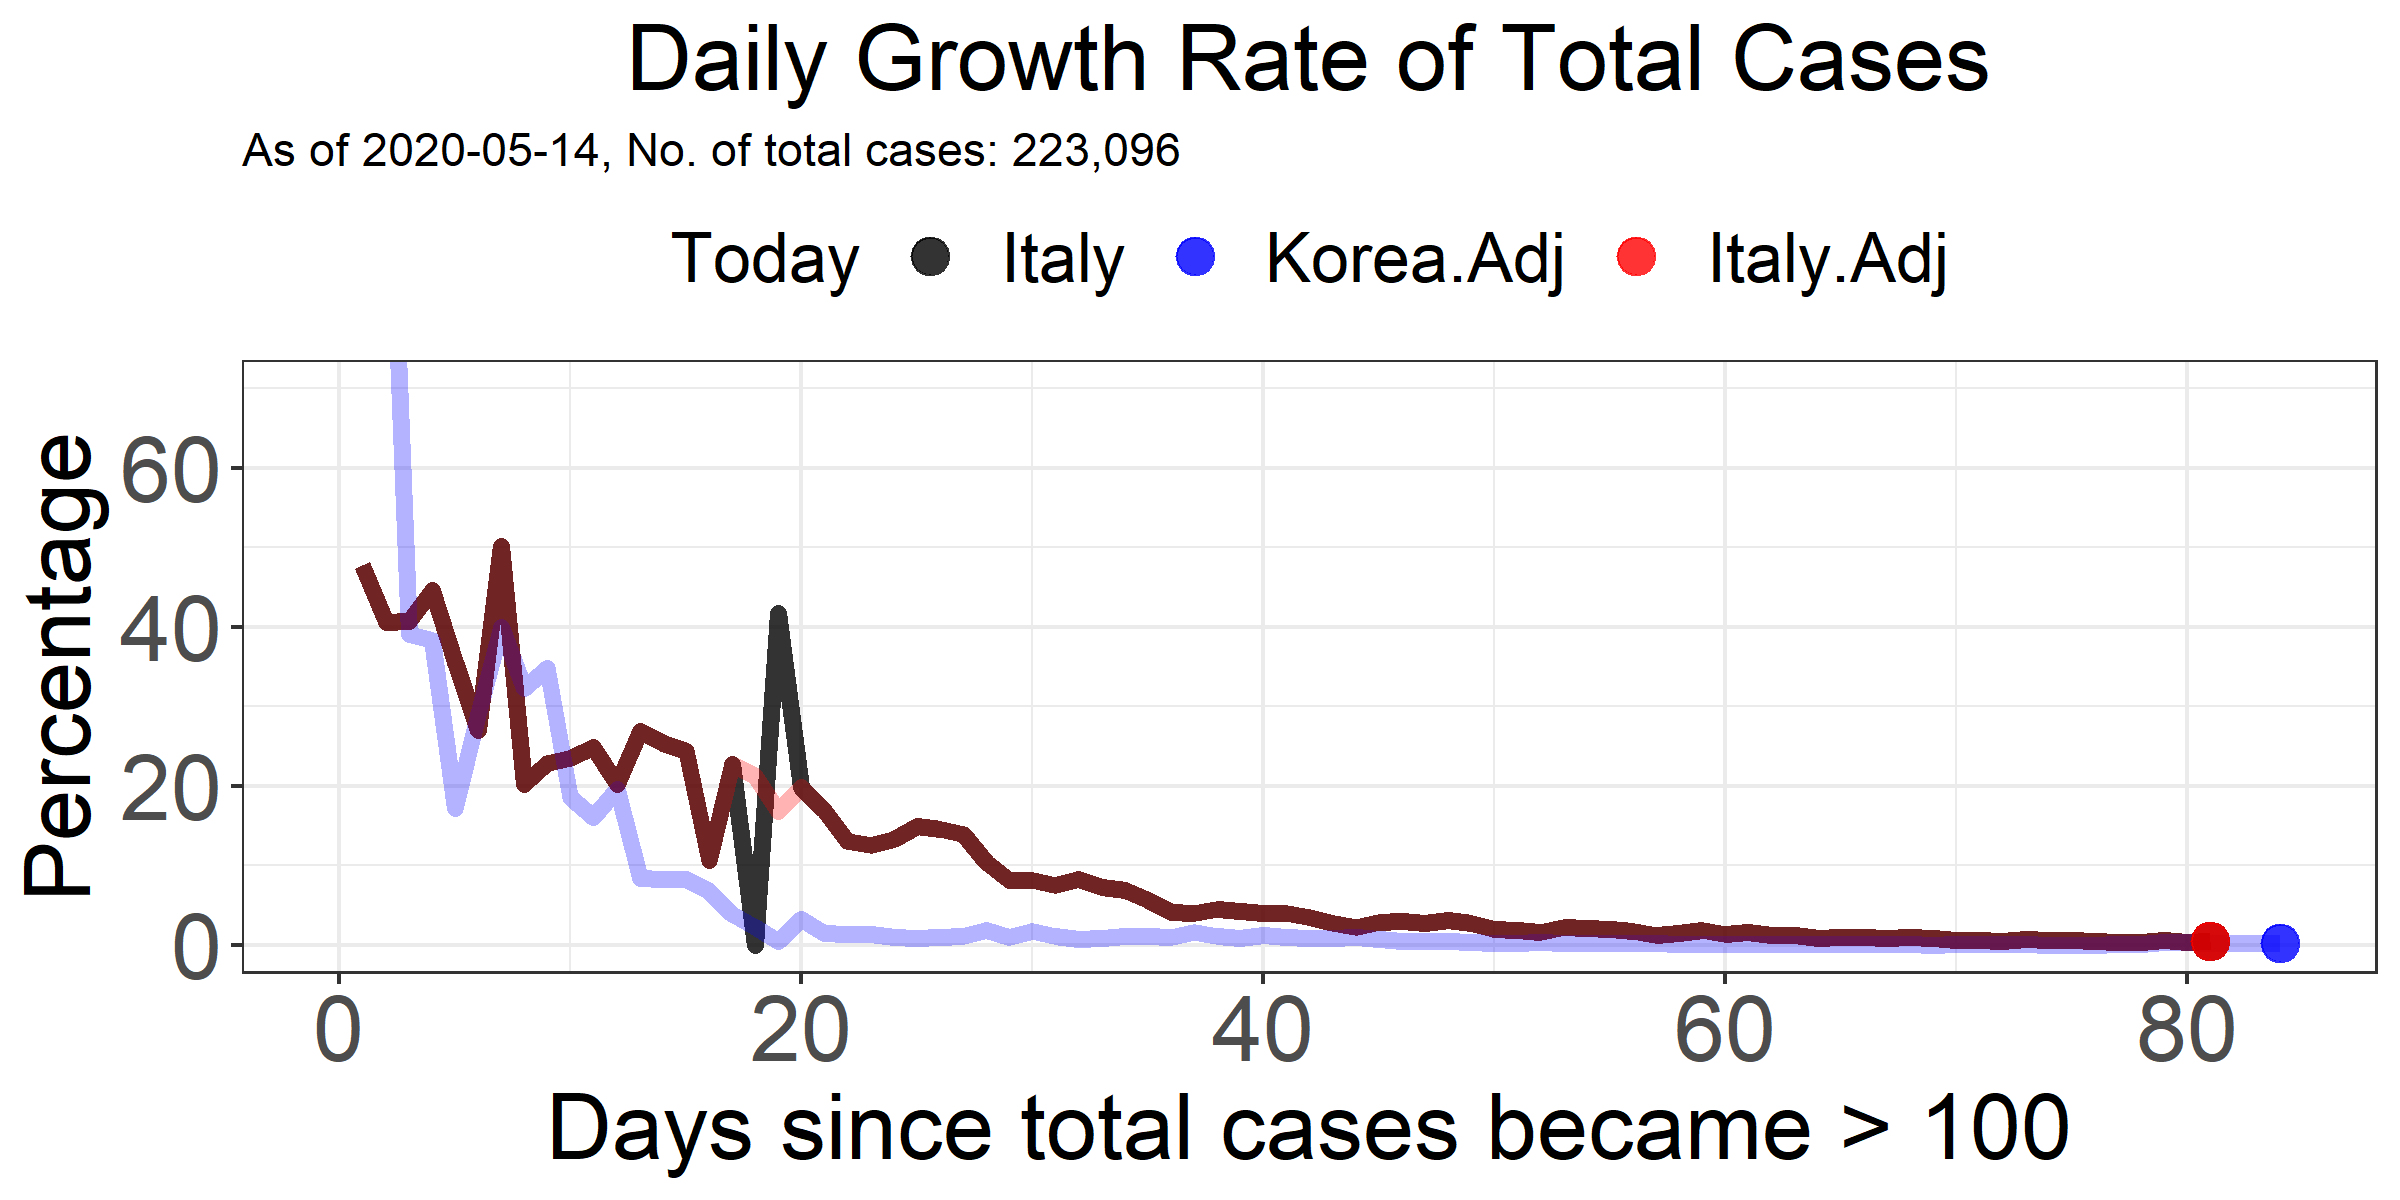 Daily Growth Rate of Total Cases
As of 2020-05-14, No. of total cases: 223,096
Today Italy Korea.Adj Italy.Adj
Percentage
60
40
20
0
0 20 40 60 80
Days since total cases became > 100